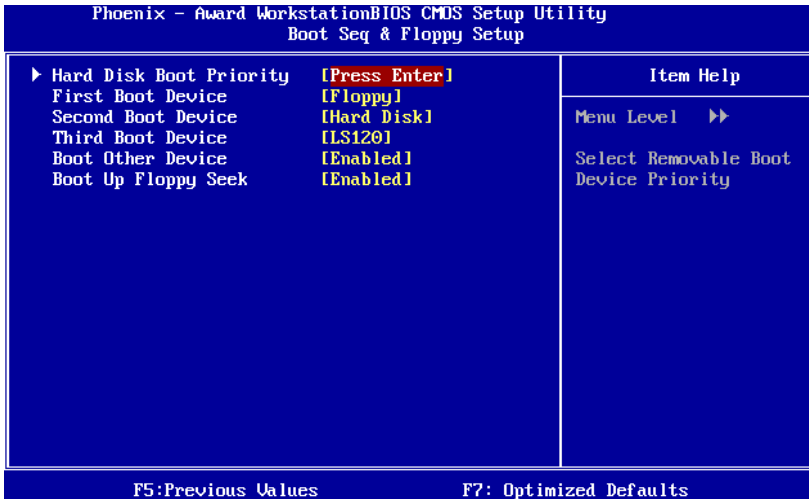 Phoenix - Award WorkstationBIOS CMOS Setup Utility
Boot Seq & Floppy Setup
Hard Disk Boot Priority [Press Enter]
First Boot Device [Floppy]
Second Boot Device [Hard Disk]
Third Boot Device [LS120]
Boot Other Device [Enabled]
Boot Up Floppy Seek [Enabled]
Item Help
Menu Level
Select Removable Boot
Device Priority
F5:Previous Values F7: Optimized Defaults